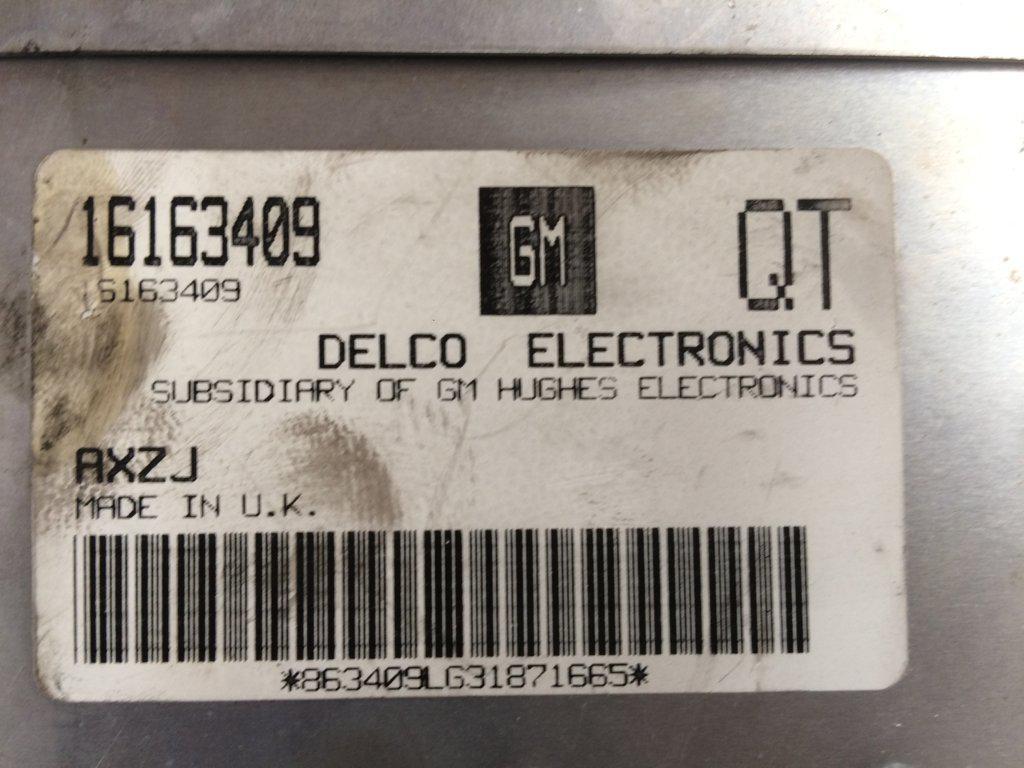 16163409
16163409
GM
QT
DELCO ELECTRONICS
SUBSIDIARY OF GM HUGHES ELECTRONICS
AXZJ
MADE IN U.K.
*863409LG31871665*